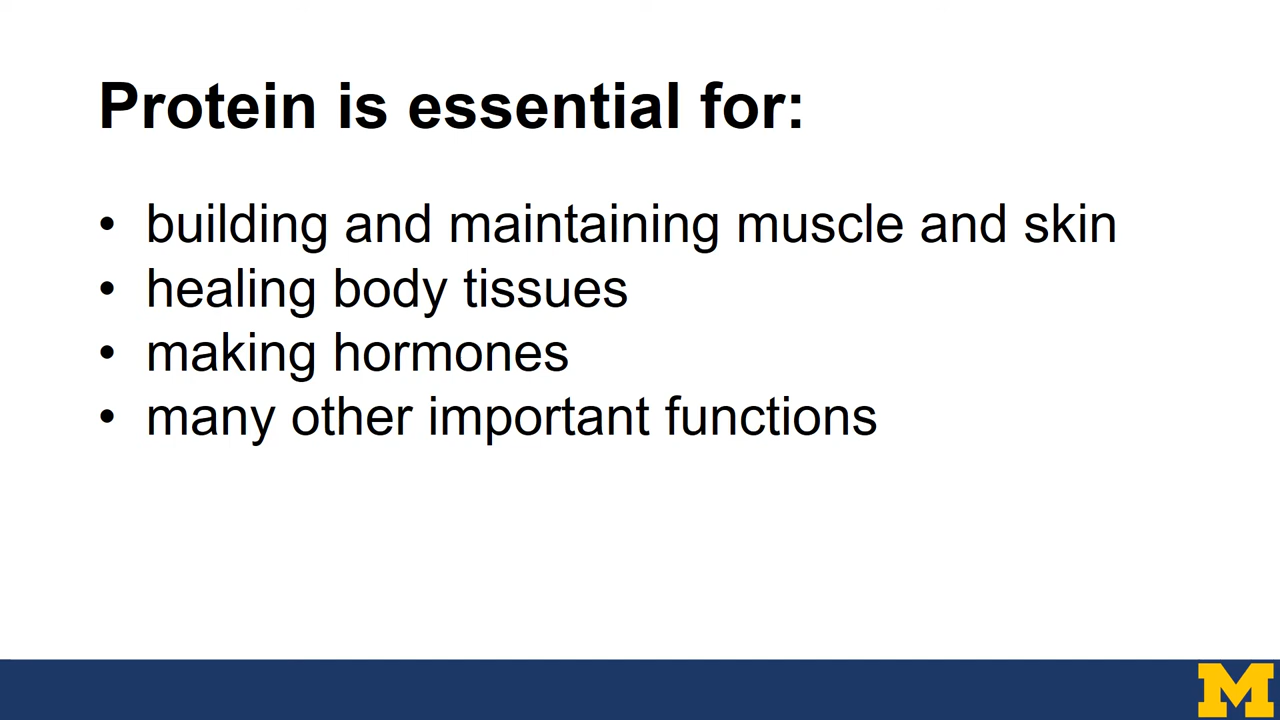 Protein is essential for:
• building and maintaining muscle and skin
• healing body tissues
• making hormones
• many other important functions
M